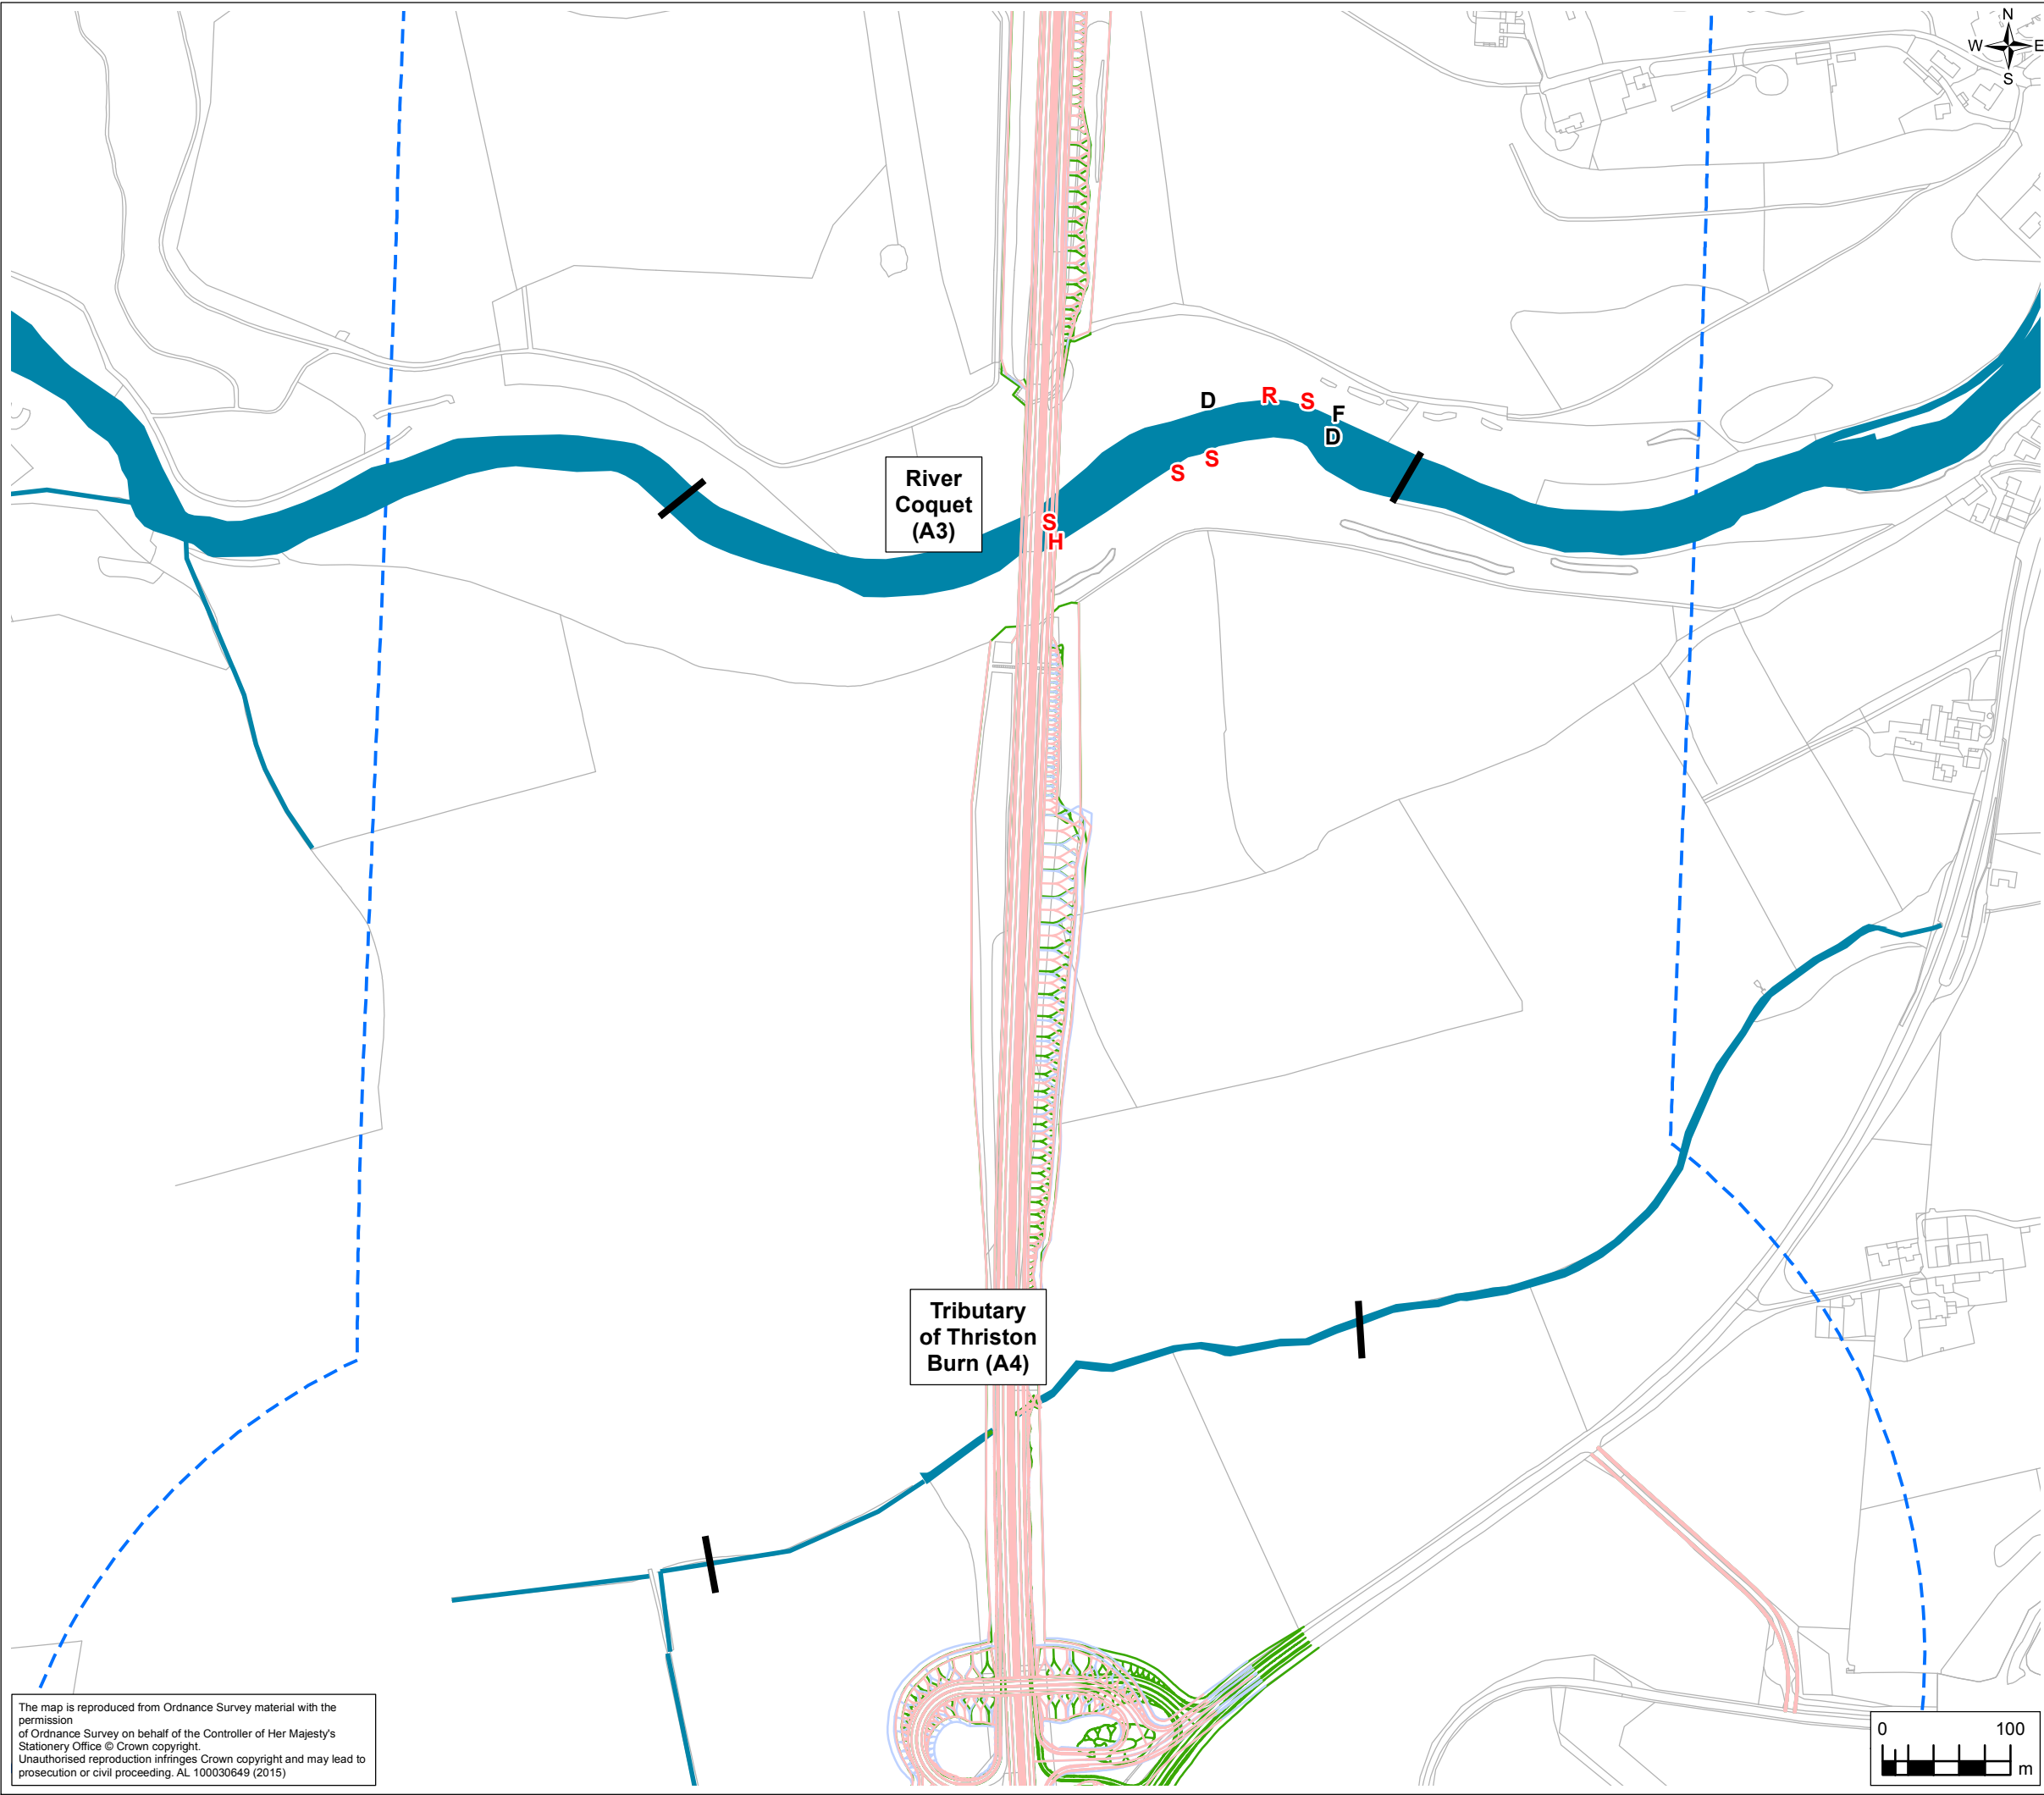 N
W E
S
D
R
S
F
D
S
S
River
Coquet
(A3)
S
H
Tributary
of Thriston
Burn (A4)
The map is reproduced from Ordnance Survey material with the
permission
of Ordnance Survey on behalf of the Controller of Her Majesty's
Stationery Office © Crown copyright.
Unauthorised reproduction infringes Crown copyright and may lead to
prosecution or civil proceeding. AL 100030649 (2015)
0 100
m